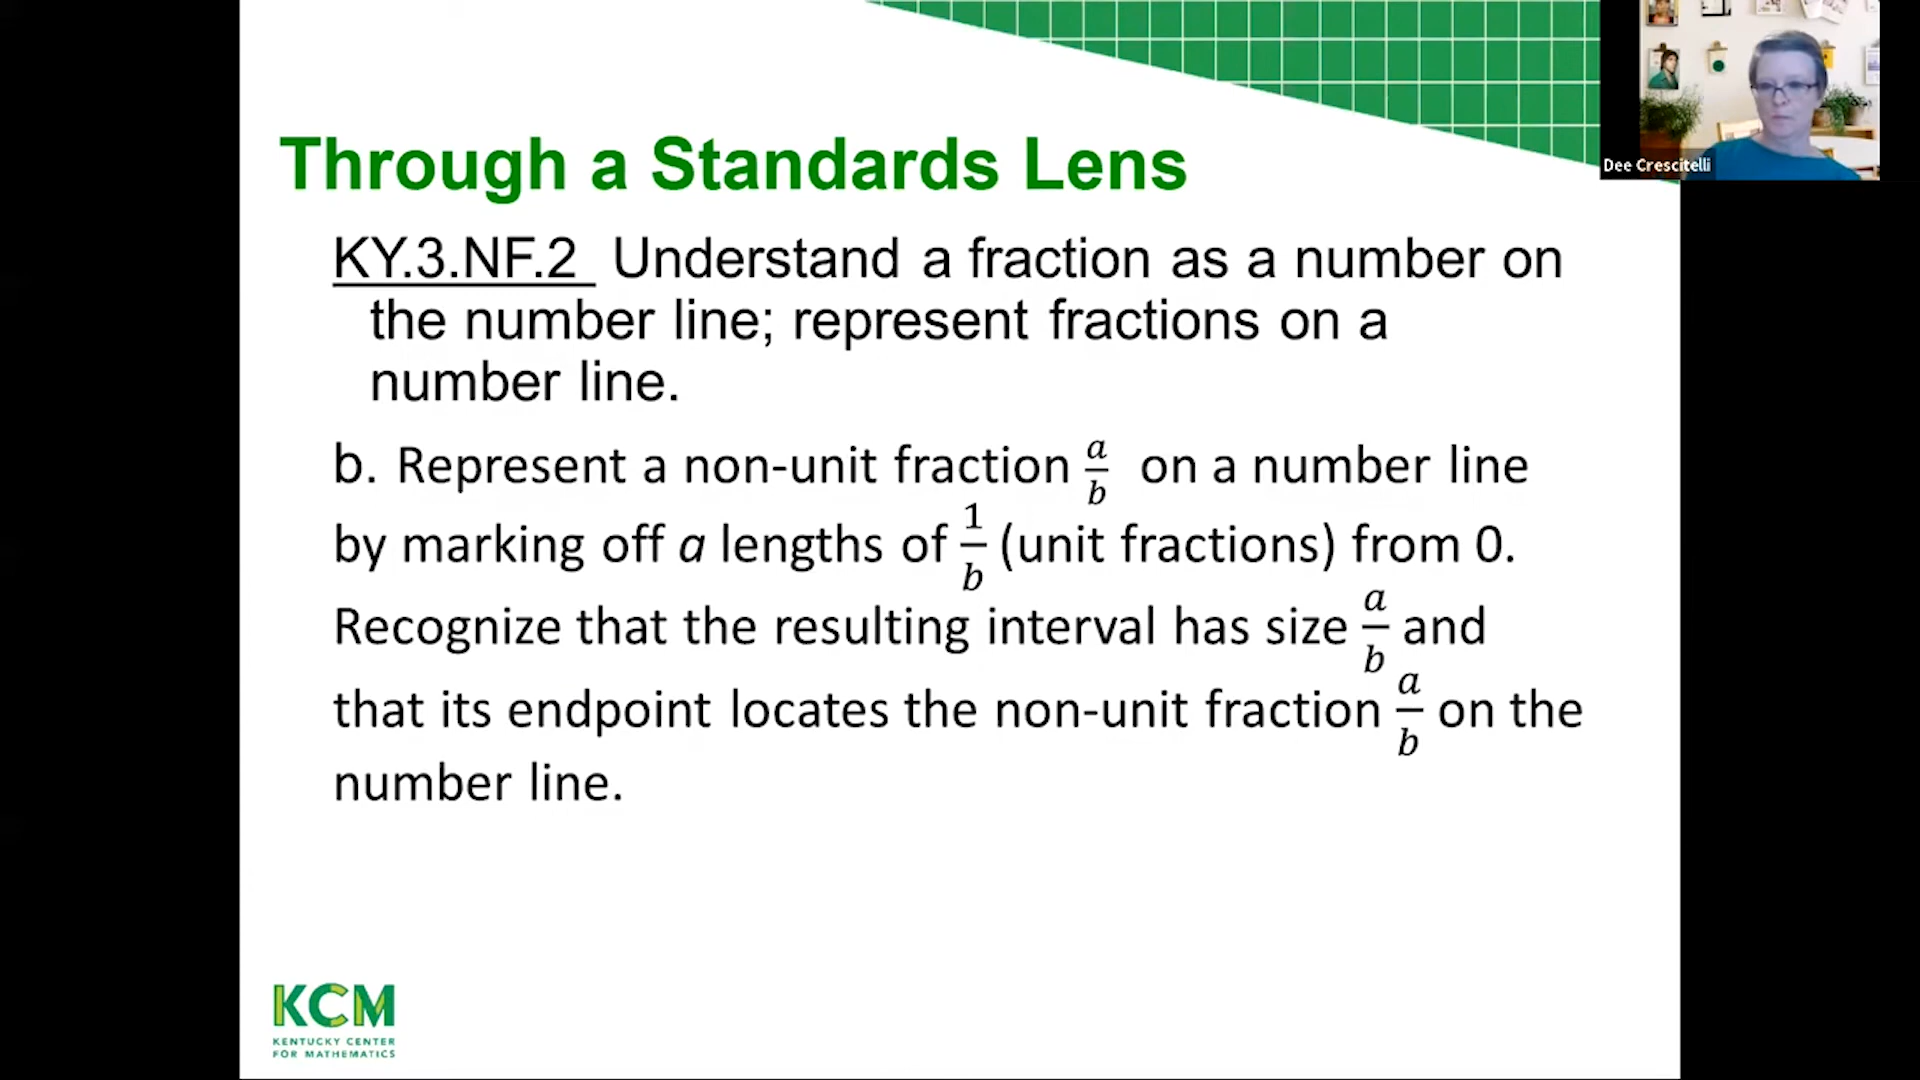 Through a Standards Lens
KY.3.NF.2 Understand a fraction as a number on
the number line; represent fractions on a
number line.
b. Represent a non-unit fraction a/b on a number line
by marking off a lengths of 1/b (unit fractions) from 0.
Recognize that the resulting interval has size a/b and
that its endpoint locates the non-unit fraction a/b on the
number line.
Dee Crescitelli
KCM
KENTUCKY CENTER
FOR MATHEMATICS